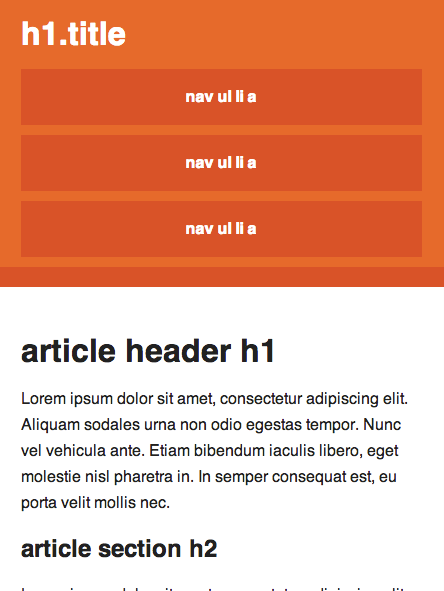 h1.title
nav ul li a
nav ul li a
nav ul li a
article header h1
Lorem ipsum dolor sit amet, consectetur adipiscing elit.
Aliquam sodales urna non odio egestas tempor. Nunc
vel vehicula ante. Etiam bibendum iaculis libero, eget
molestie nisl pharetra in. In semper consequat est, eu
porta velit mollis nec.
article section h2